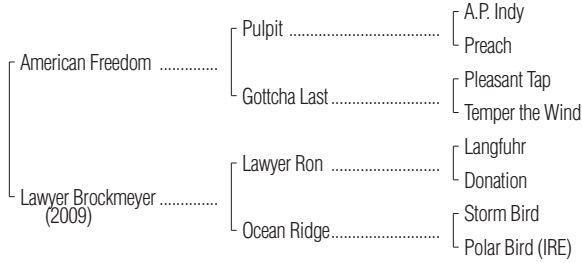 A.P. Indy
Pulpit ..............................
Preach
American Freedom ..............
Pleasant Tap
Gottcha Last.........................
Temper the Wind
Langfuhr
Lawyer Ron .........................
Donation
Lawyer Brockmeyer ..............
(2009)
Storm Bird
Ocean Ridge.........................
Polar Bird (IRE)